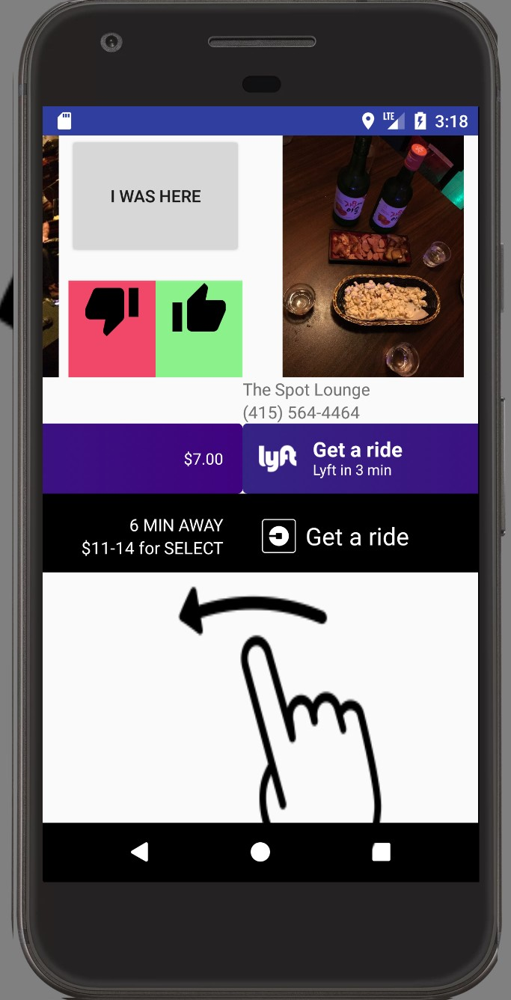 LTE
3:18
I WAS HERE
The Spot Lounge
(415) 564-4464
$7.00
lyft
Get a ride
Lyft in 3 min
6 MIN AWAY
$11-14 for SELECT
Get a ride